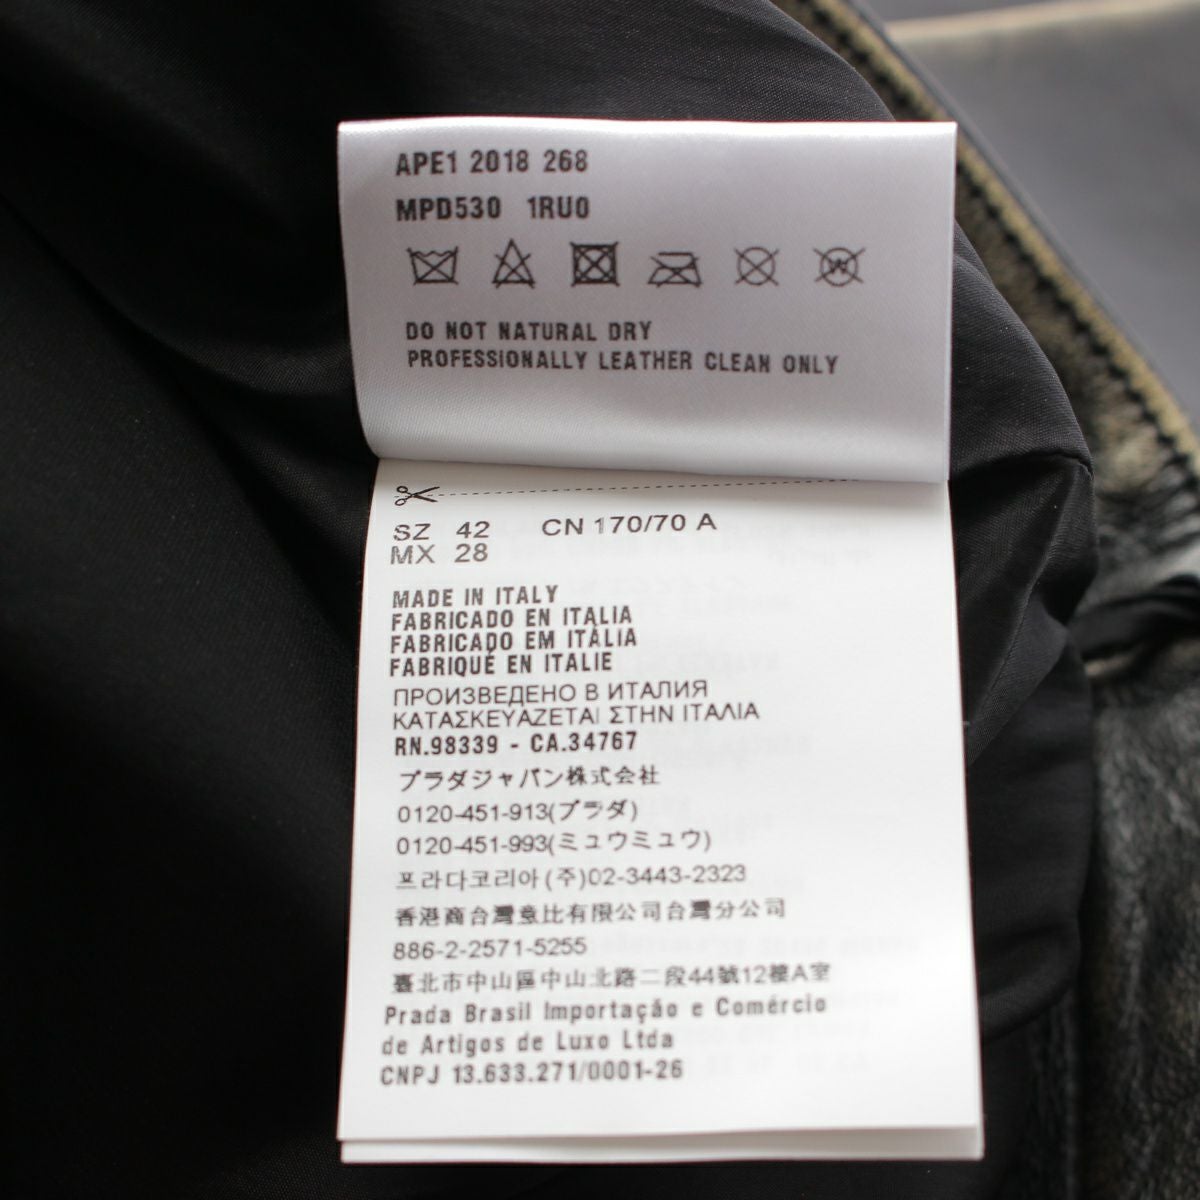 APE1 2018 268
MPD530 1RU0
W
DO NOT NATURAL DRY
PROFESSIONALLY LEATHER CLEAN ONLY
SZ 42 CN 170/70 A
MX 28
MADE IN ITALY
FABRICADO EN ITALIA
FABRICADO EM ITÁLIA
FABRIQUÉ EN ITALIE
ПРОИЗВЕДЕНО В ИТАЛИЯ
ΚΑΤΑΣΚΕΥΑΖΕΤΑΙ ΣΤΗΝ ΙΤΑΛΙΑ
RN.98339 - CA.34767
プラダジャパン株式会社
0120-451-913(プラダ)
0120-451-993(ミュウミュウ)
프라다코리아(주)02-3443-2323
香港商台灣意比有限公司台灣分公司
886-2-2571-5255
臺北市中山區中山北路二段44號12樓A室
Prada Brasil Importação e Comércio
de Artigos de Luxo Ltda
CNPJ 13.633.271/0001-26